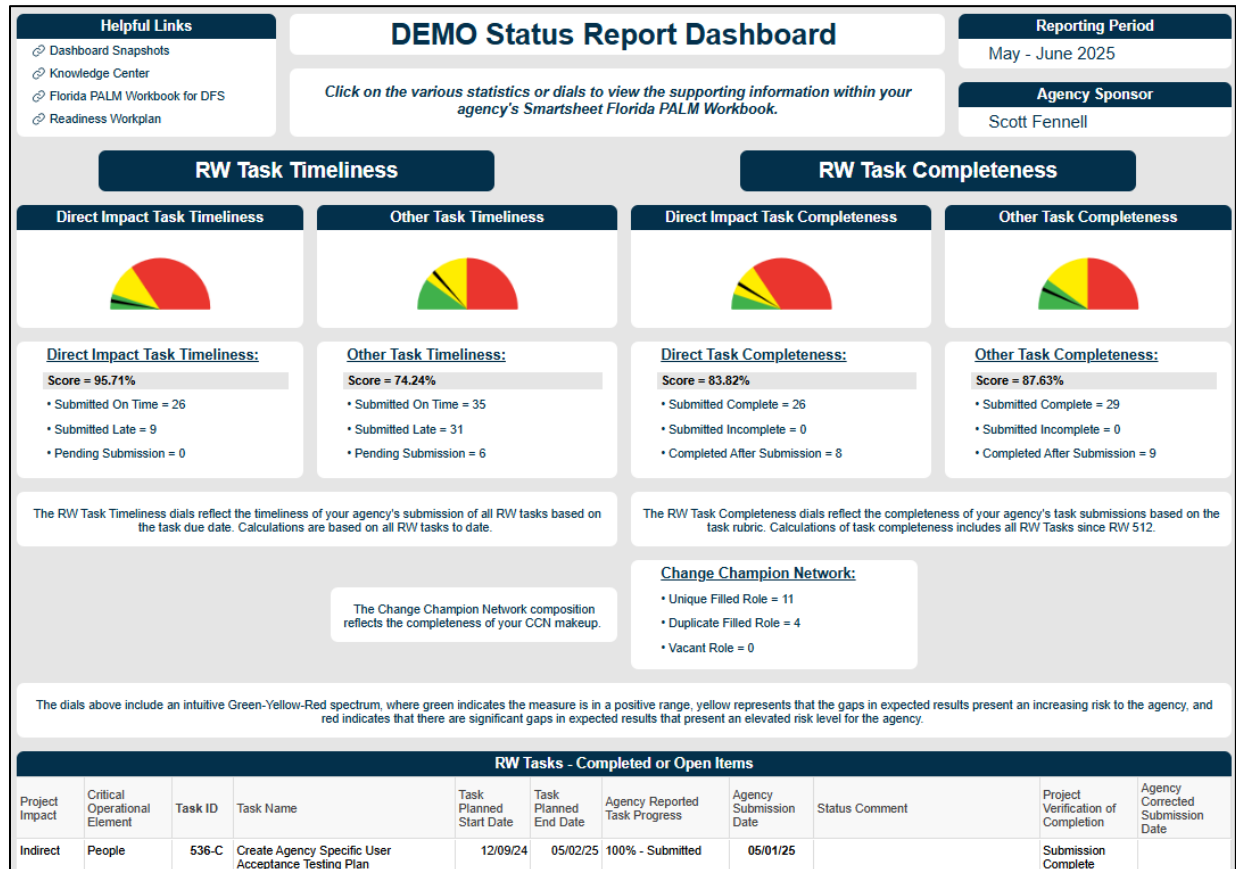 Helpful Links
Dashboard Snapshots
Knowledge Center
Florida PALM Workbook for DFS
Readiness Workplan
DEMO Status Report Dashboard
Click on the various statistics or dials to view the supporting information within your
agency's Smartsheet Florida PALM Workbook.
Reporting Period
May - June 2025
Agency Sponsor
Scott Fennell
RW Task Timeliness
RW Task Completeness
Direct Impact Task Timeliness
Other Task Timeliness
Direct Impact Task Completeness
Other Task Completeness
Direct Impact Task Timeliness:
Score = 95.71%
• Submitted On Time = 26
• Submitted Late = 9
• Pending Submission = 0
Other Task Timeliness:
Score = 74.24%
• Submitted On Time = 35
• Submitted Late = 31
• Pending Submission = 6
Direct Task Completeness:
Score = 83.82%
• Submitted Complete = 26
• Submitted Incomplete = 0
• Completed After Submission = 8
Other Task Completeness:
Score = 87.63%
• Submitted Complete = 29
• Submitted Incomplete = 0
• Completed After Submission = 9
The RW Task Timeliness dials reflect the timeliness of your agency's submission of all RW tasks based on
the task due date. Calculations are based on all RW tasks to date.
The RW Task Completeness dials reflect the completeness of your agency's task submissions based on the
task rubric. Calculations of task completeness includes all RW Tasks since RW 512.
The Change Champion Network composition
reflects the completeness of your CCN makeup.
Change Champion Network:
• Unique Filled Role = 11
• Duplicate Filled Role = 4
• Vacant Role = 0
The dials above include an intuitive Green-Yellow-Red spectrum, where green indicates the measure is in a positive range, yellow represents that the gaps in expected results present an increasing risk to the agency, and
red indicates that there are significant gaps in expected results that present an elevated risk level for the agency.
RW Tasks - Completed or Open Items
Project Impact
Critical Operational Element
Task ID
Task Name
Task Planned Start Date
Task Planned End Date
Agency Reported Task Progress
Agency Submission Date
Status Comment
Project Verification of Completion
Agency Corrected Submission Date
Indirect
People
536-C
Create Agency Specific User Acceptance Testing Plan
12/09/24
05/02/25
100% - Submitted
05/01/25
Submission Complete